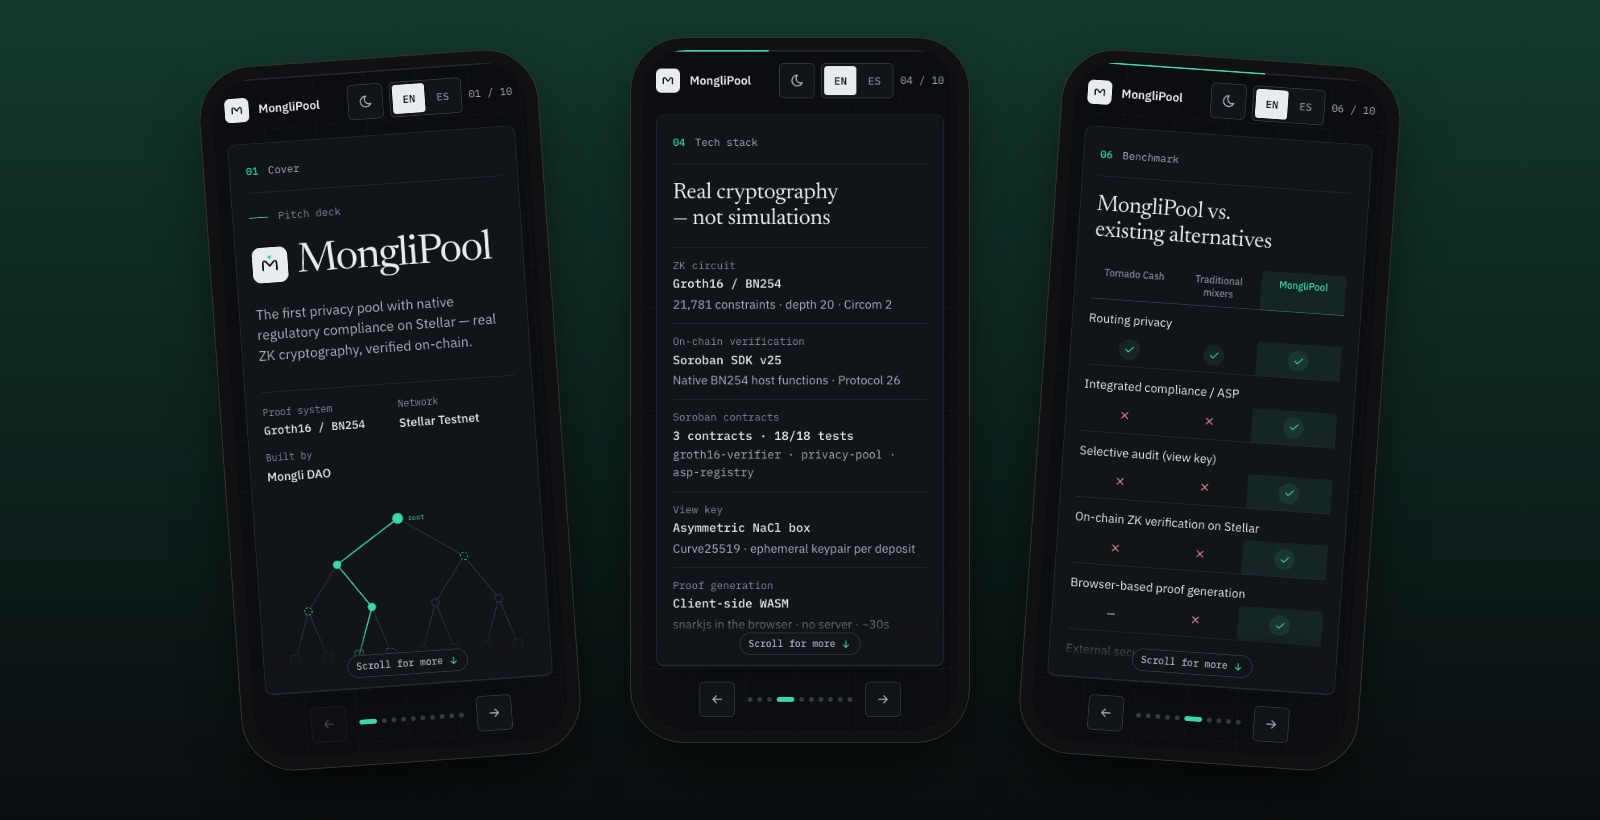 MongliPool
EN ES
01 / 10
01 Cover
Pitch deck
MongliPool
The first privacy pool with native
regulatory compliance on Stellar — real
ZK cryptography, verified on-chain.
Proof system
Groth16 / BN254
Network
Stellar Testnet
Built by
Mongli DAO
root
Scroll for more ↓
← →
MongliPool
EN ES
04 / 10
04 Tech stack
Real cryptography
— not simulations
ZK circuit
Groth16 / BN254
21,781 constraints · depth 20 · Circom 2
On-chain verification
Soroban SDK v25
Native BN254 host functions · Protocol 26
Soroban contracts
3 contracts · 18/18 tests
groth16-verifier · privacy-pool ·
asp-registry
View key
Asymmetric NaCl box
Curve25519 · ephemeral keypair per deposit
Proof generation
Client-side WASM
snarkjs in the browser · no server · ~30s
Scroll for more ↓
← →
MongliPool
EN ES
06 / 10
06 Benchmark
MongliPool vs.
existing alternatives
Tornado Cash
Traditional
mixers
MongliPool
Routing privacy
✓ ✓ ✓
Integrated compliance / ASP
✕ ✕ ✓
Selective audit (view key)
✕ ✕ ✓
On-chain ZK verification on Stellar
✕ ✕ ✓
Browser-based proof generation
– ✕ ✓
External
Scroll for more ↓
← →